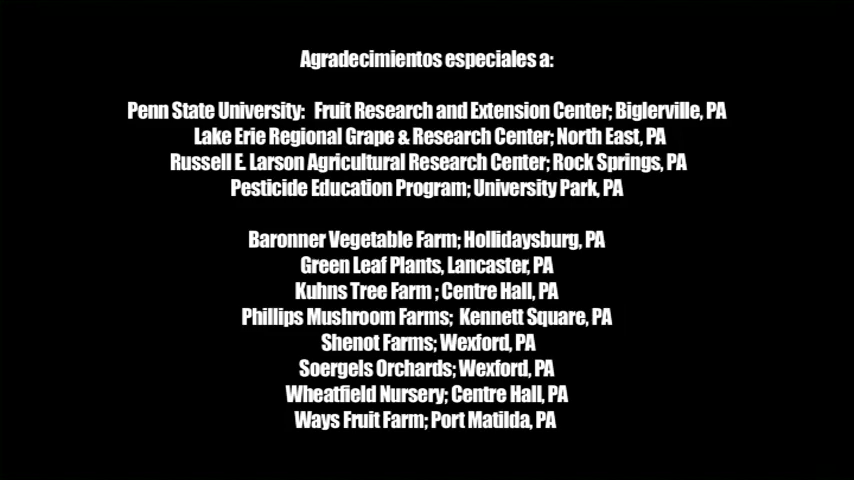 Agradecimientos especiales a:
Penn State University: Fruit Research and Extension Center; Biglerville, PA
Lake Erie Regional Grape & Research Center; North East, PA
Russell E. Larson Agricultural Research Center; Rock Springs, PA
Pesticide Education Program; University Park, PA
Baronner Vegetable Farm; Hollidaysburg, PA
Green Leaf Plants, Lancaster, PA
Kuhns Tree Farm ; Centre Hall, PA
Phillips Mushroom Farms; Kennett Square, PA
Shenot Farms; Wexford, PA
Soergels Orchards; Wexford, PA
Wheatfield Nursery; Centre Hall, PA
Ways Fruit Farm; Port Matilda, PA